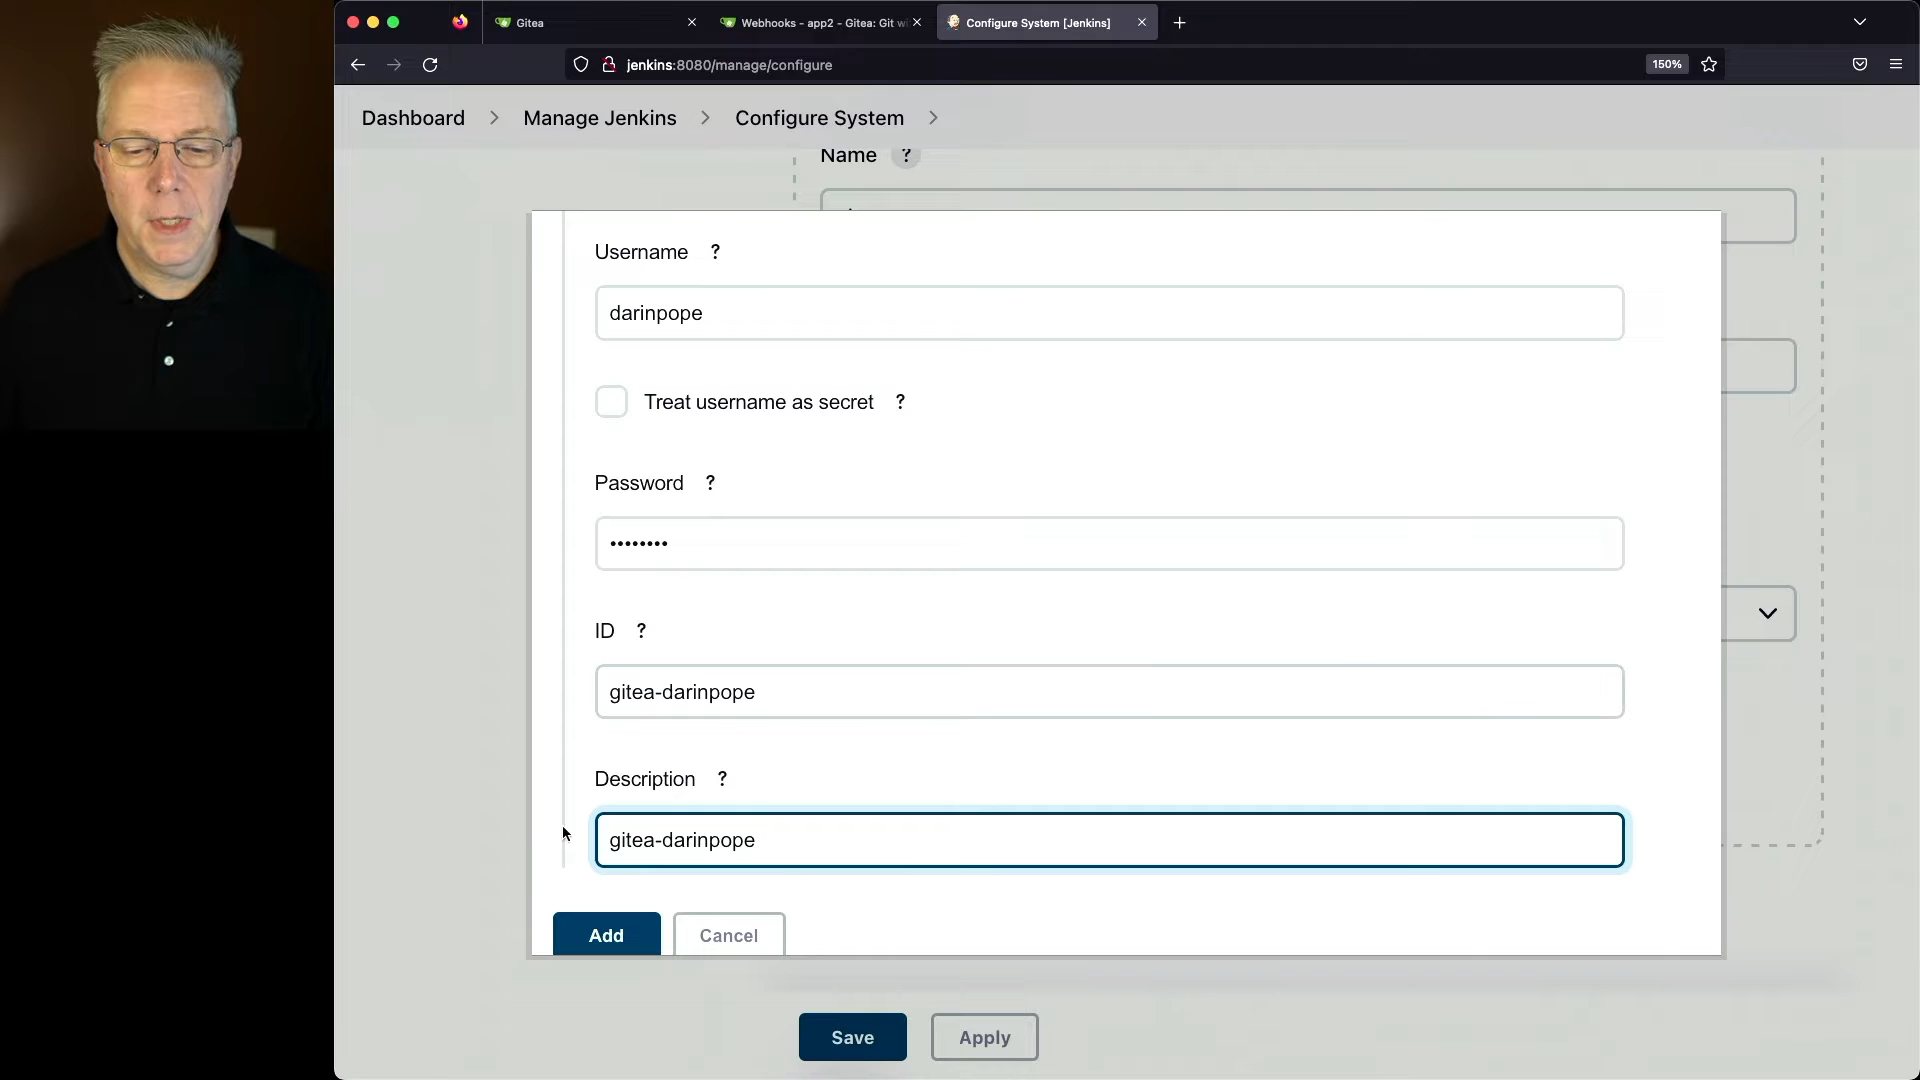 Gitea
Webhooks - app2 - Gitea: Git wi
Configure System [Jenkins]
jenkins:8080/manage/configure
150%
Dashboard
Manage Jenkins
Configure System
Name ?
Username ?
darinpope
Treat username as secret ?
Password ?
••••••••
ID ?
gitea-darinpope
Description ?
gitea-darinpope
Add
Cancel
Save
Apply